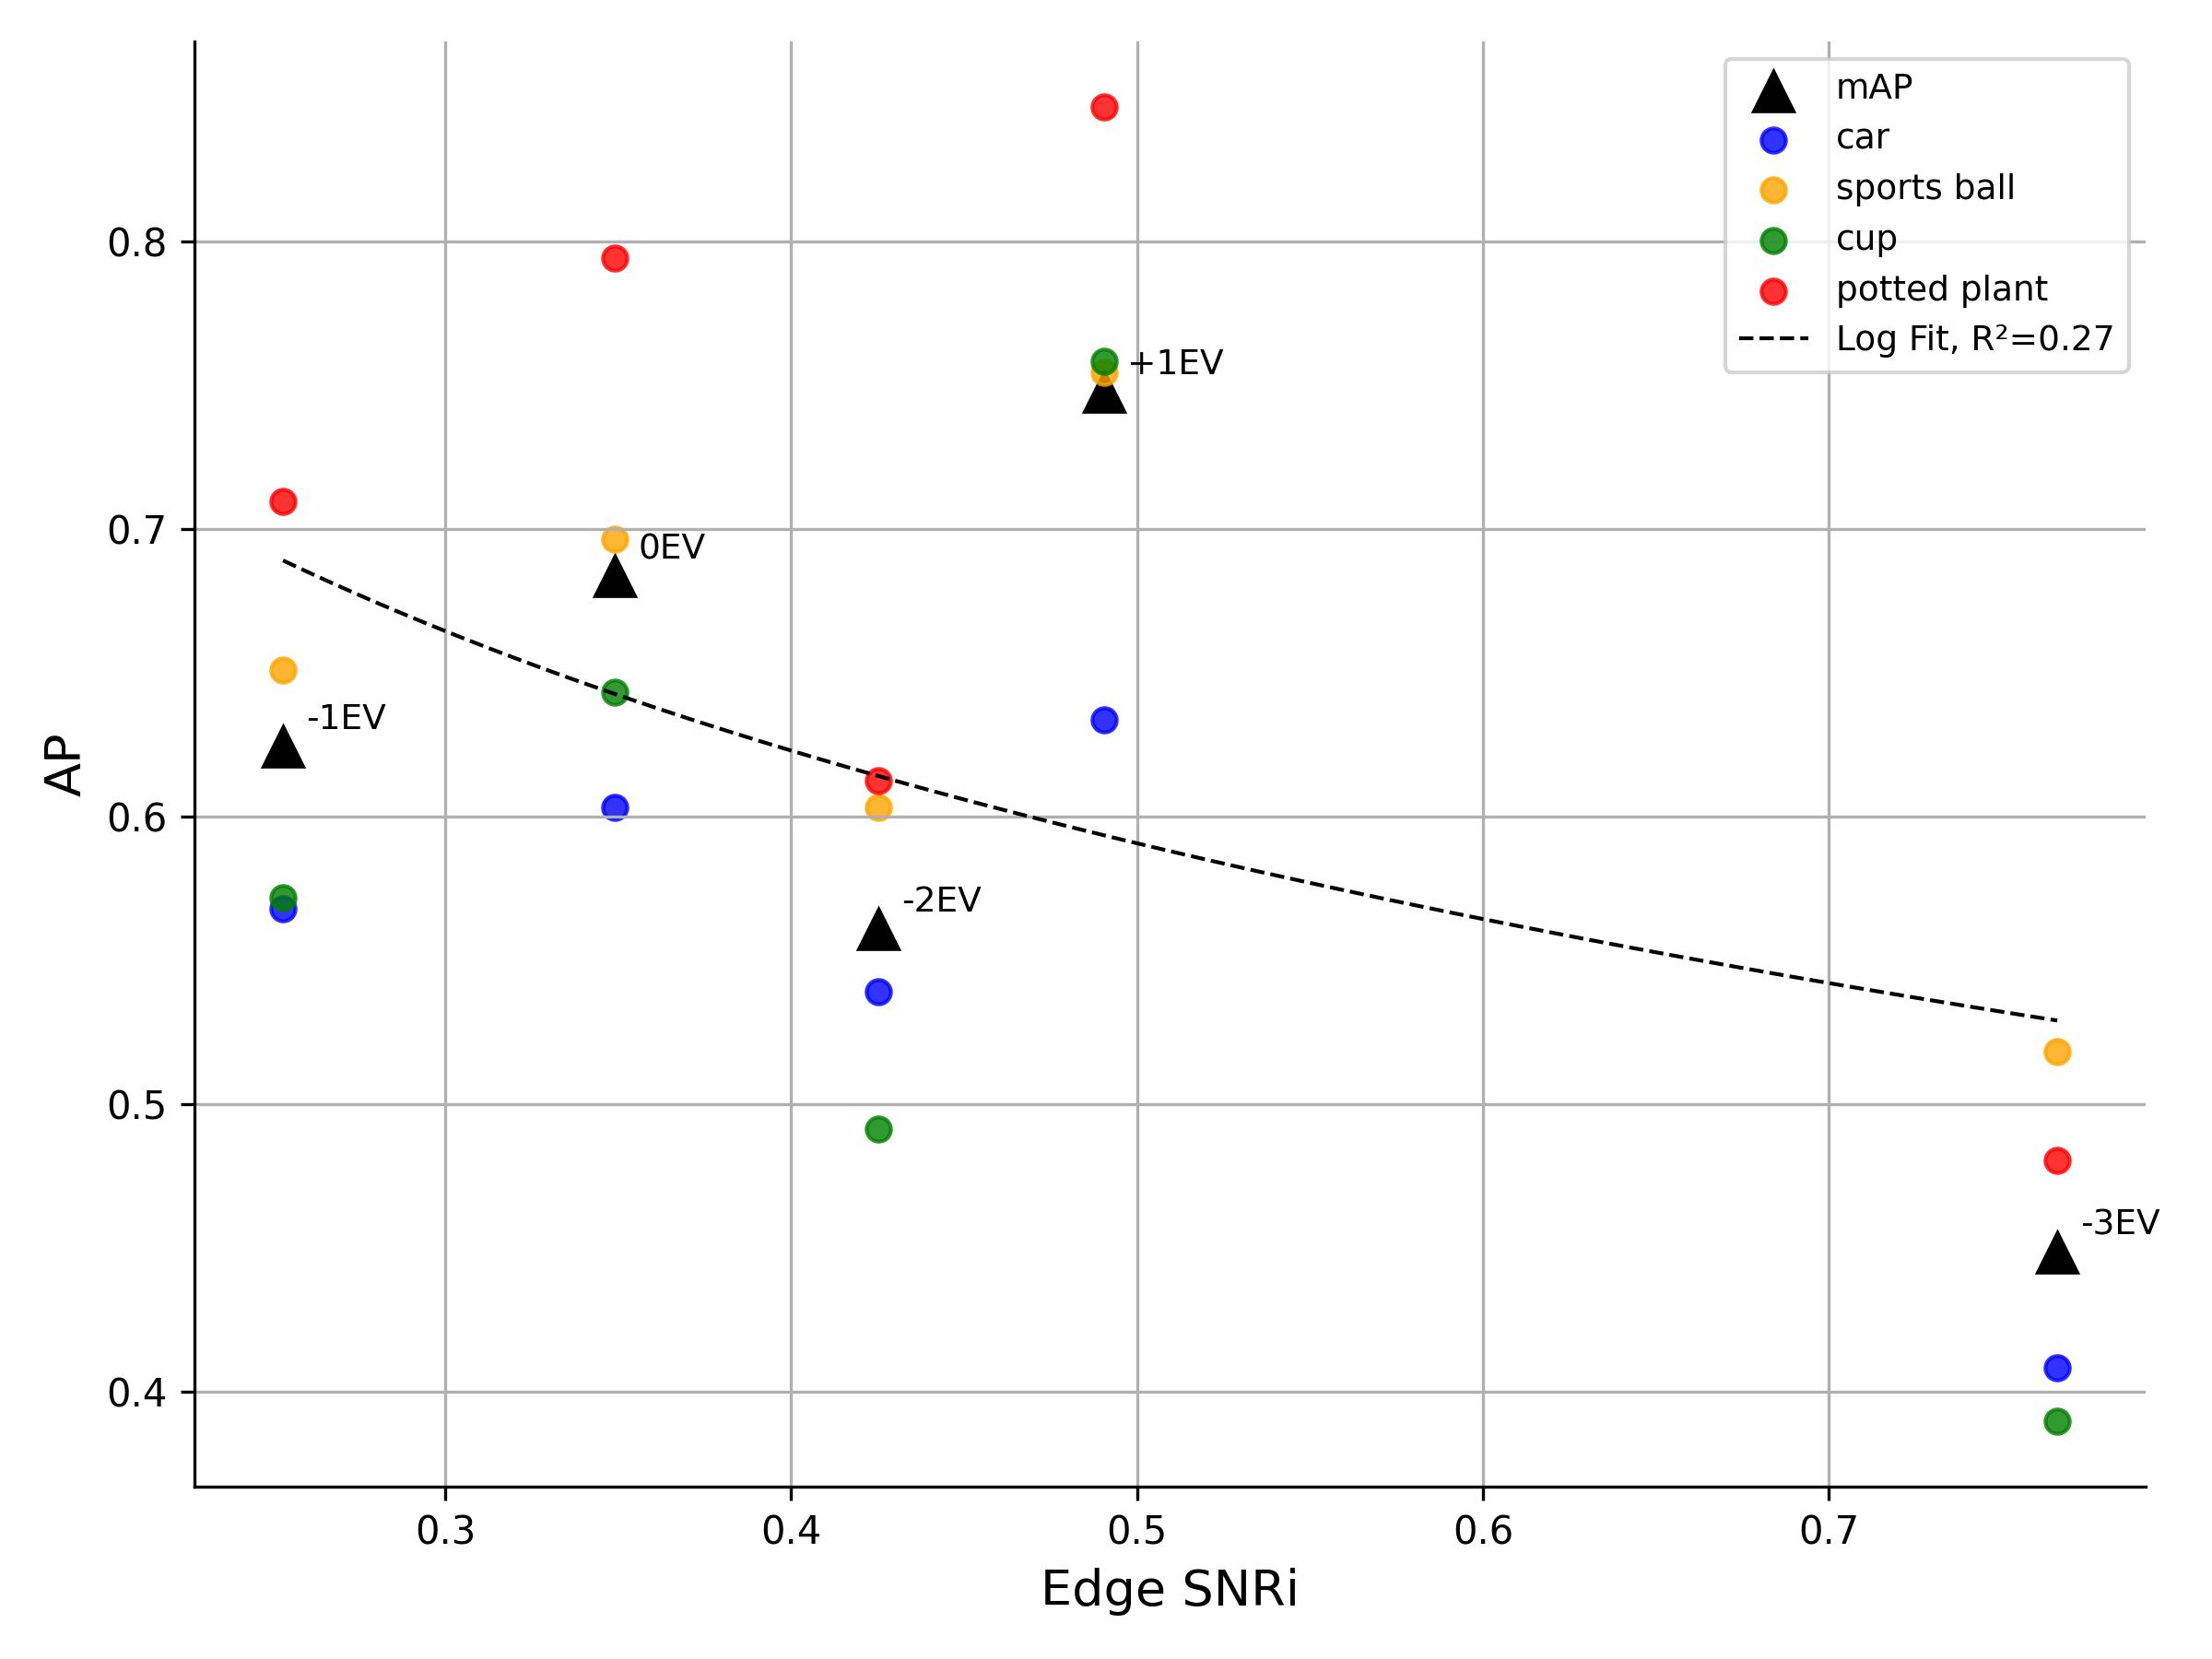 mAP
car
sports ball
cup
potted plant
Log Fit, R²=0.27
+1EV
0EV
-1EV
-2EV
-3EV
AP
0.8
0.7
0.6
0.5
0.4
0.3
0.4
0.5
0.6
0.7
Edge SNRi